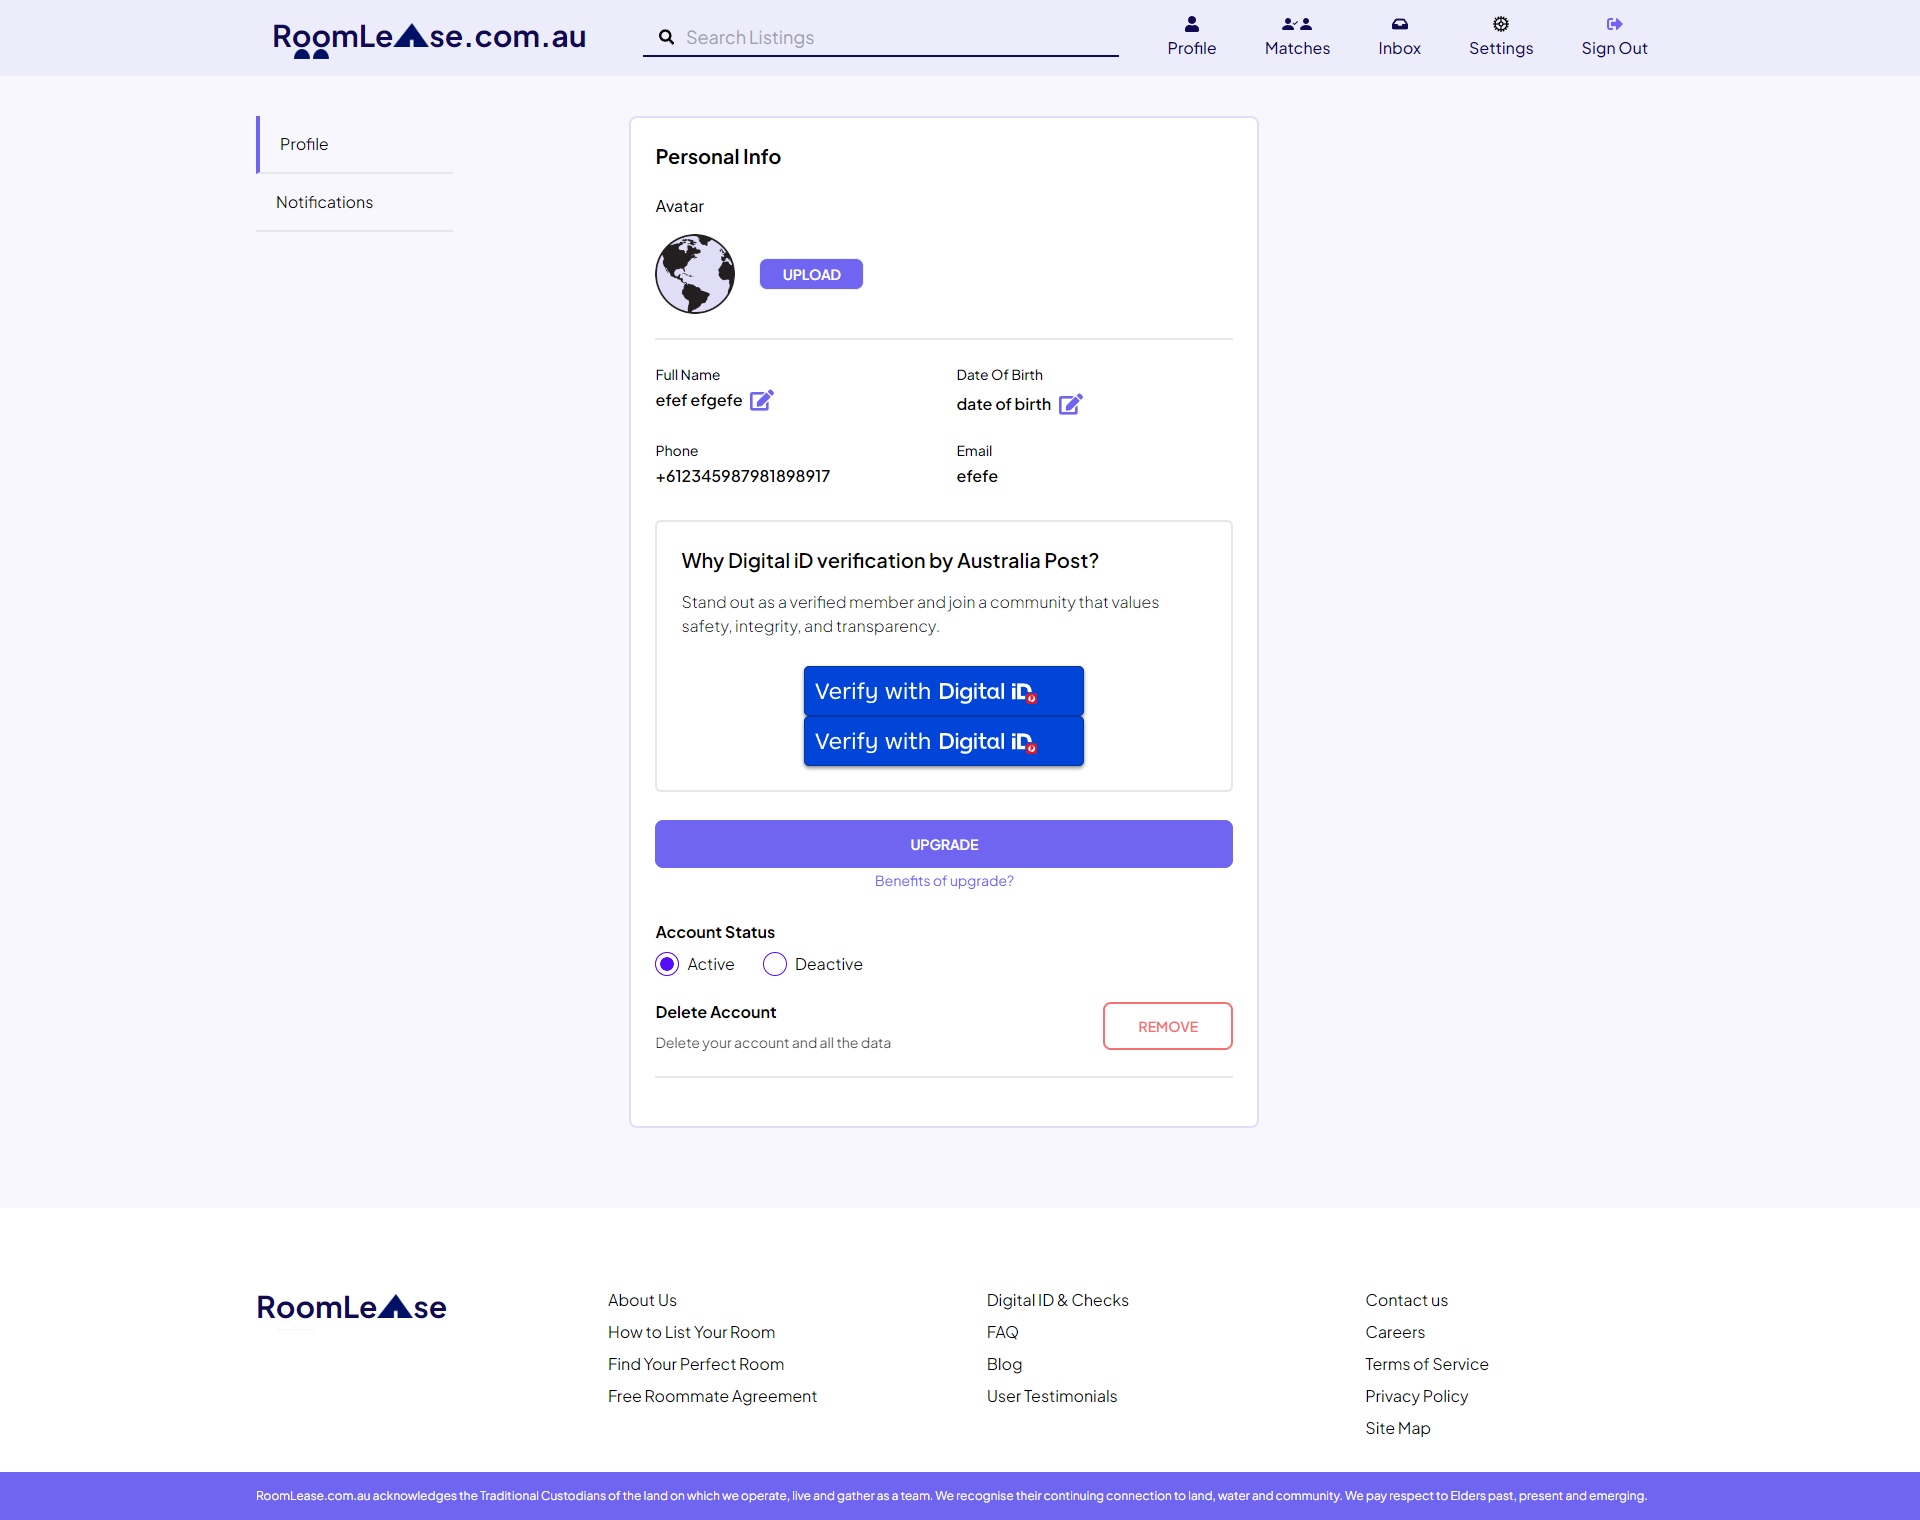 RoomLease.com.au
Search Listings
Profile
Matches
Inbox
Settings
Sign Out
Profile
Notifications
Personal Info
Avatar
UPLOAD
Full Name
efef efgefe
Date Of Birth
date of birth
Phone
+612345987981898917
Email
efefe
Why Digital iD verification by Australia Post?
Stand out as a verified member and join a community that values
safety, integrity, and transparency.
Verify with Digital iD
Verify with Digital iD
UPGRADE
Benefits of upgrade?
Account Status
Active
Deactive
Delete Account
Delete your account and all the data
REMOVE
RoomLease
About Us
How to List Your Room
Find Your Perfect Room
Free Roommate Agreement
Digital ID & Checks
FAQ
Blog
User Testimonials
Contact us
Careers
Terms of Service
Privacy Policy
Site Map
RoomLease.com.au acknowledges the Traditional Custodians of the land on which we operate, live and gather as a team. We recognise their continuing connection to land, water and community. We pay respect to Elders past, present and emerging.